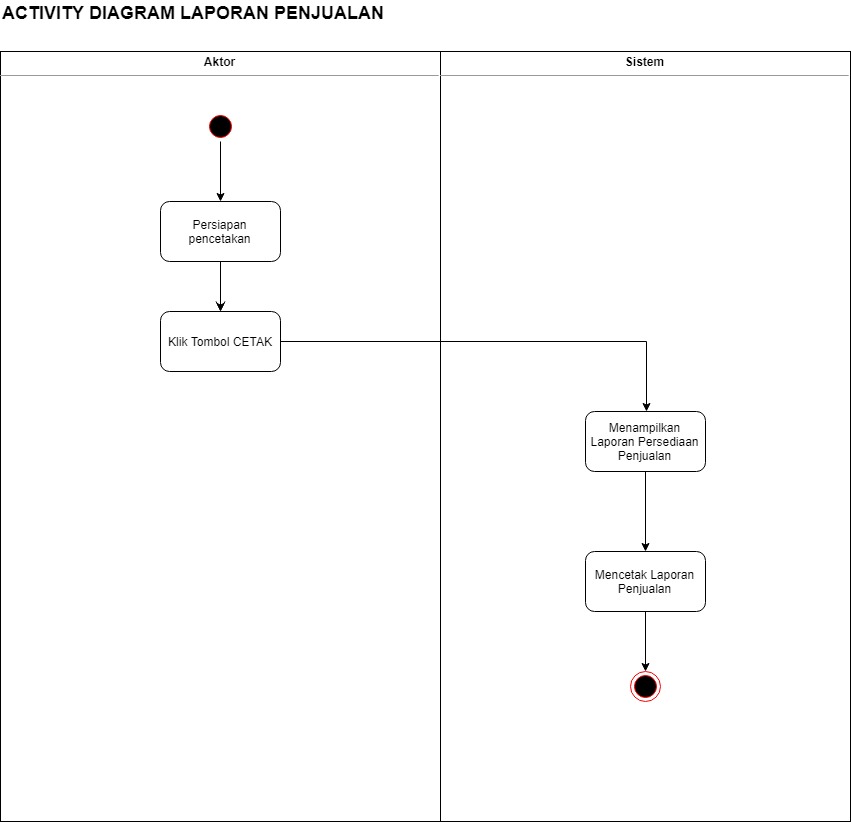 ACTIVITY DIAGRAM LAPORAN PENJUALAN
Aktor
Sistem
Persiapan
pencetakan
Klik Tombol CETAK
Menampilkan
Laporan Persediaan
Penjualan
Mencetak Laporan
Penjualan